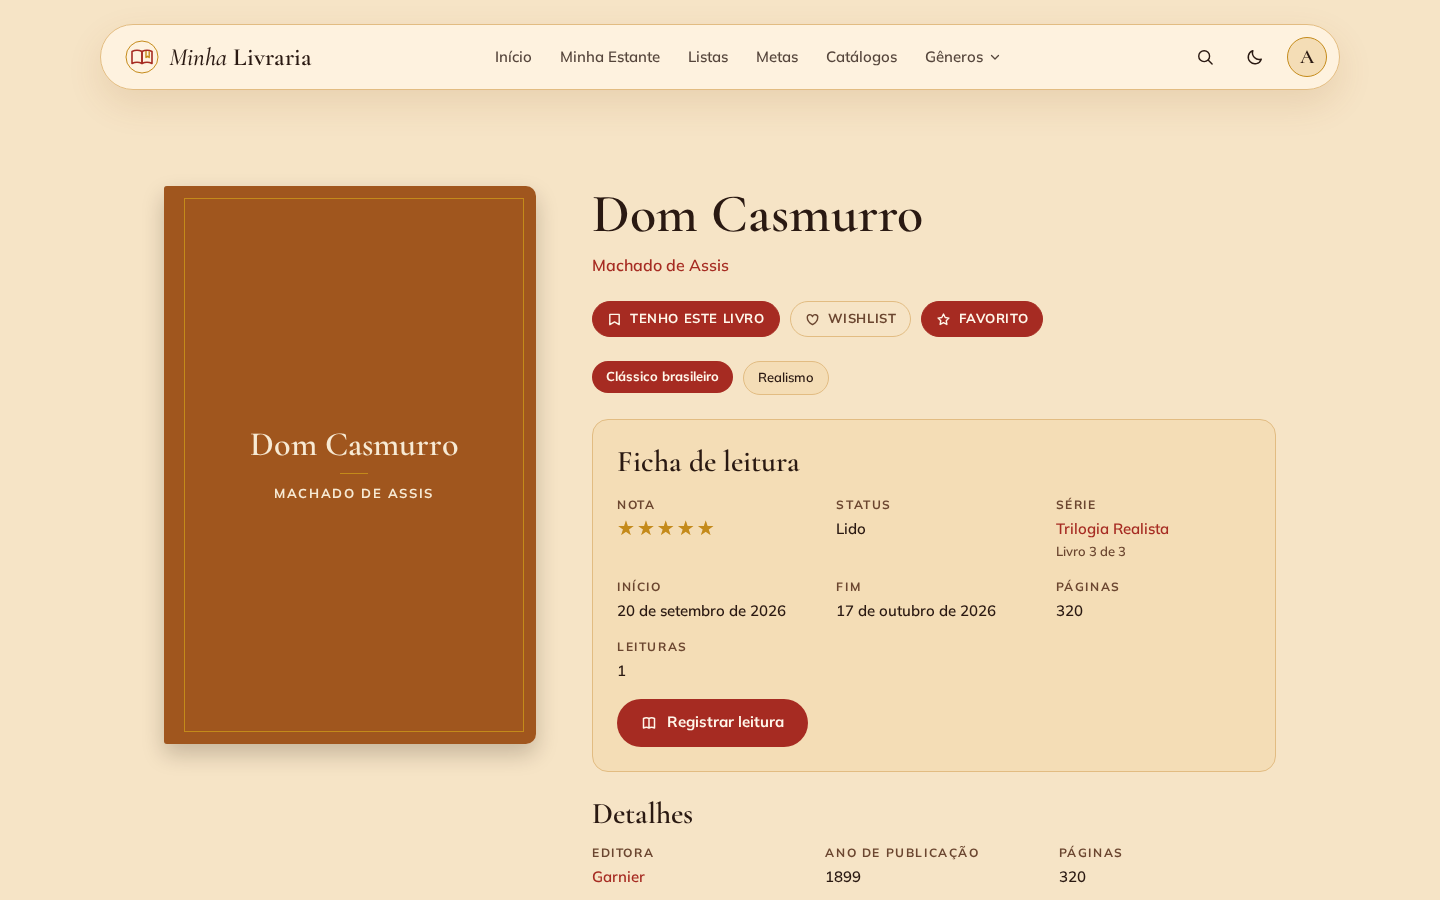 Minha Livraria
Início Minha Estante Listas Metas Catálogos Gêneros
A
Dom Casmurro
MACHADO DE ASSIS
Dom Casmurro
Machado de Assis
TENHO ESTE LIVRO WISHLIST FAVORITO
Clássico brasileiro Realismo
Ficha de leitura
NOTA STATUS SÉRIE
★★★★★ Lido Trilogia Realista
Livro 3 de 3
INÍCIO FIM PÁGINAS
20 de setembro de 2026 17 de outubro de 2026 320
LEITURAS
1
Registrar leitura
Detalhes
EDITORA ANO DE PUBLICAÇÃO PÁGINAS
Garnier 1899 320